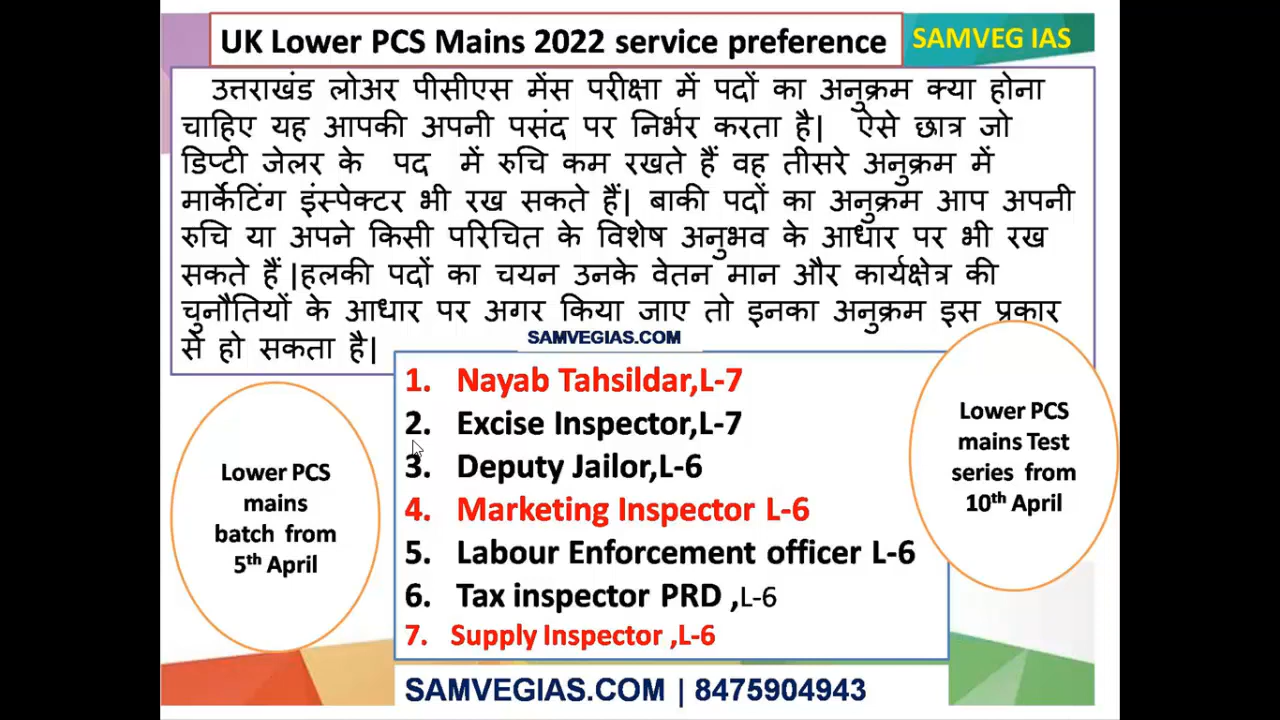 UK Lower PCS Mains 2022 service preference
SAMVEG IAS
उत्तराखंड लोअर पीसीएस मेंस परीक्षा में पदों का अनुक्रम क्या होना
चाहिए यह आपकी अपनी पसंद पर निर्भर करता है| ऐसे छात्र जो
डिप्टी जेलर के पद में रुचि कम रखते हैं वह तीसरे अनुक्रम में
मार्केटिंग इंस्पेक्टर भी रख सकते हैं| बाकी पदों का अनुक्रम आप अपनी
रुचि या अपने किसी परिचित के विशेष अनुभव के आधार पर भी रख
सकते हैं |हलकी पदों का चयन उनके वेतन मान और कार्यक्षेत्र की
चुनौतियों के आधार पर अगर किया जाए तो इनका अनुक्रम इस प्रकार
से हो सकता है|
SAMVEGIAS.COM
1. Nayab Tahsildar,L-7
2. Excise Inspector,L-7
3. Deputy Jailor,L-6
4. Marketing Inspector L-6
5. Labour Enforcement officer L-6
6. Tax inspector PRD ,L-6
7. Supply Inspector ,L-6
Lower PCS
mains
batch from
5th April
Lower PCS
mains Test
series from
10th April
SAMVEGIAS.COM | 8475904943